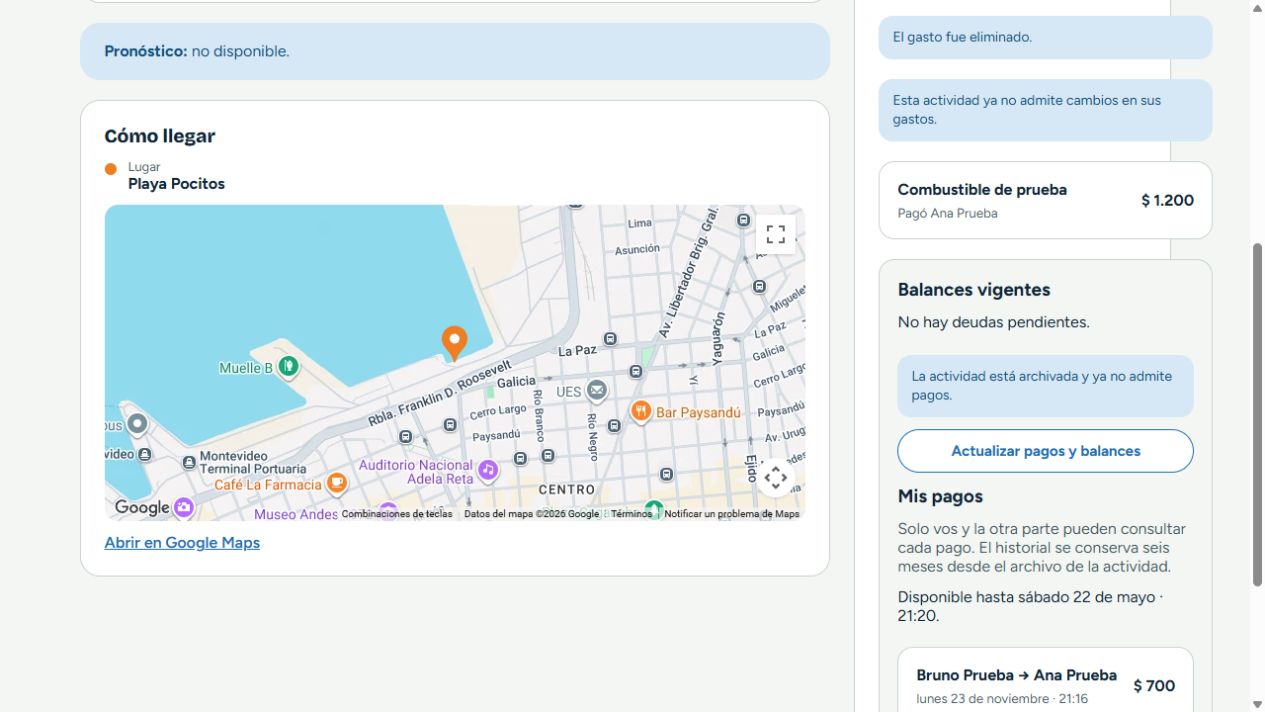 Pronóstico: no disponible.
Cómo llegar
Lugar
Playa Pocitos
Lima
Asunción
Av. Libertador Brig. Gral.
Miguelete
La Paz
La Paz
Yaguarón
Galicia
Muelle B
Rbla. Franklin D. Roosevelt
Galicia
Yi
Cerro Largo
UES
Cerro Largo
Río Branco
Río Negro
Bar Paysandú
Paysandú
Paysandú
Av. Urug
Montevideo
Terminal Portuaria
Auditorio Nacional
Adela Reta
Ejido
Café La Farmacia
CENTRO
Google
Museo Andes
Combinaciones de teclas
Datos del mapa ©2026 Google
Términos
Notificar un problema de Maps
Abrir en Google Maps
El gasto fue eliminado.
Esta actividad ya no admite cambios en sus
gastos.
Combustible de prueba
Pagó Ana Prueba
$ 1.200
Balances vigentes
No hay deudas pendientes.
La actividad está archivada y ya no admite
pagos.
Actualizar pagos y balances
Mis pagos
Solo vos y la otra parte pueden consultar
cada pago. El historial se conserva seis
meses desde el archivo de la actividad.
Disponible hasta sábado 22 de mayo ·
21:20.
Bruno Prueba → Ana Prueba
lunes 23 de noviembre · 21:16
$ 700